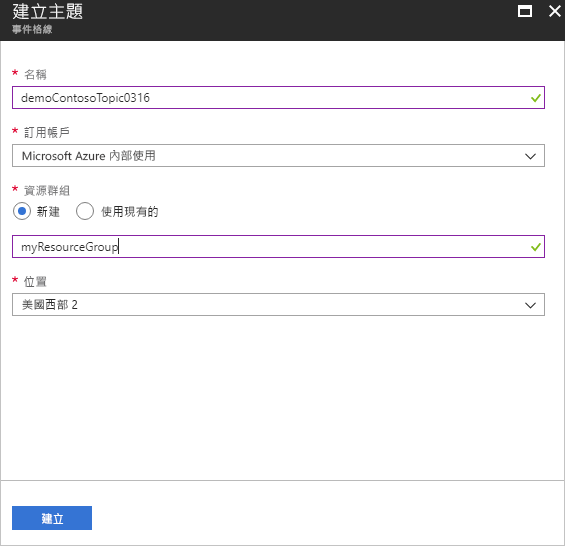 建立主題
事件格線
* 名稱
demoContosoTopic0316
* 訂用帳戶
Microsoft Azure 內部使用
* 資源群組
新建 使用現有的
myResourceGroup
* 位置
美國西部 2
建立